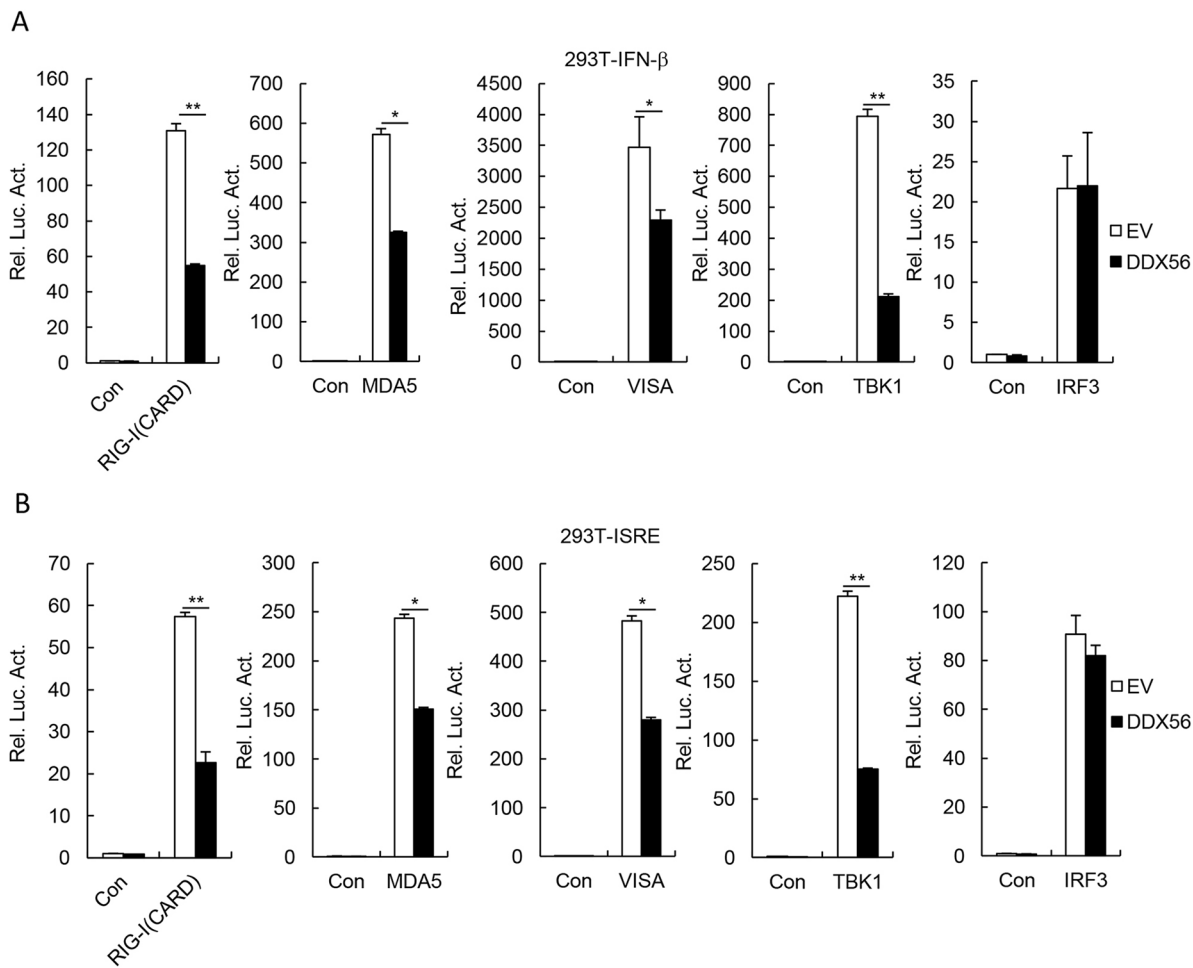 A
293T-IFN-β
Rel. Luc. Act.
160
140
120
100
80
60
40
20
0
**
Con
RIG-I(CARD)
Rel. Luc. Act.
700
600
500
400
300
200
100
0
*
Con MDA5
Rel. Luc. Act.
4500
4000
3500
3000
2500
2000
1500
1000
500
0
*
Con VISA
Rel. Luc. Act.
900
800
700
600
500
400
300
200
100
0
**
Con TBK1
Rel. Luc. Act.
35
30
25
20
15
10
5
0
Con IRF3
EV
DDX56
B
293T-ISRE
Rel. Luc. Act.
70
60
50
40
30
20
10
0
**
Con
RIG-I(CARD)
Rel. Luc. Act.
300
250
200
150
100
50
0
*
Con MDA5
Rel. Luc. Act.
600
500
400
300
200
100
0
*
Con VISA
Rel. Luc. Act.
250
200
150
100
50
0
**
Con TBK1
Rel. Luc. Act.
120
100
80
60
40
20
0
Con IRF3
EV
DDX56